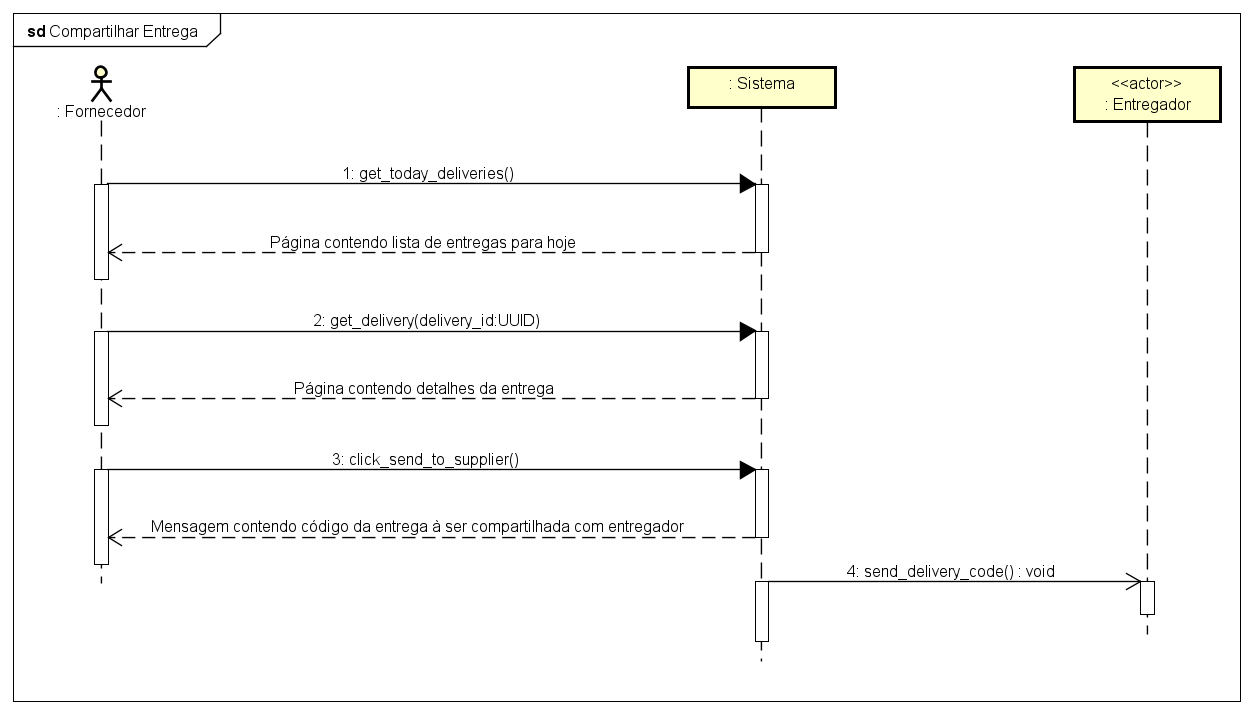 sd Compartilhar Entrega
: Fornecedor
: Sistema
<<actor>>
: Entregador
1: get_today_deliveries()
Página contendo lista de entregas para hoje
2: get_delivery(delivery_id:UUID)
Página contendo detalhes da entrega
3: click_send_to_supplier()
Mensagem contendo código da entrega à ser compartilhada com entregador
4: send_delivery_code() : void